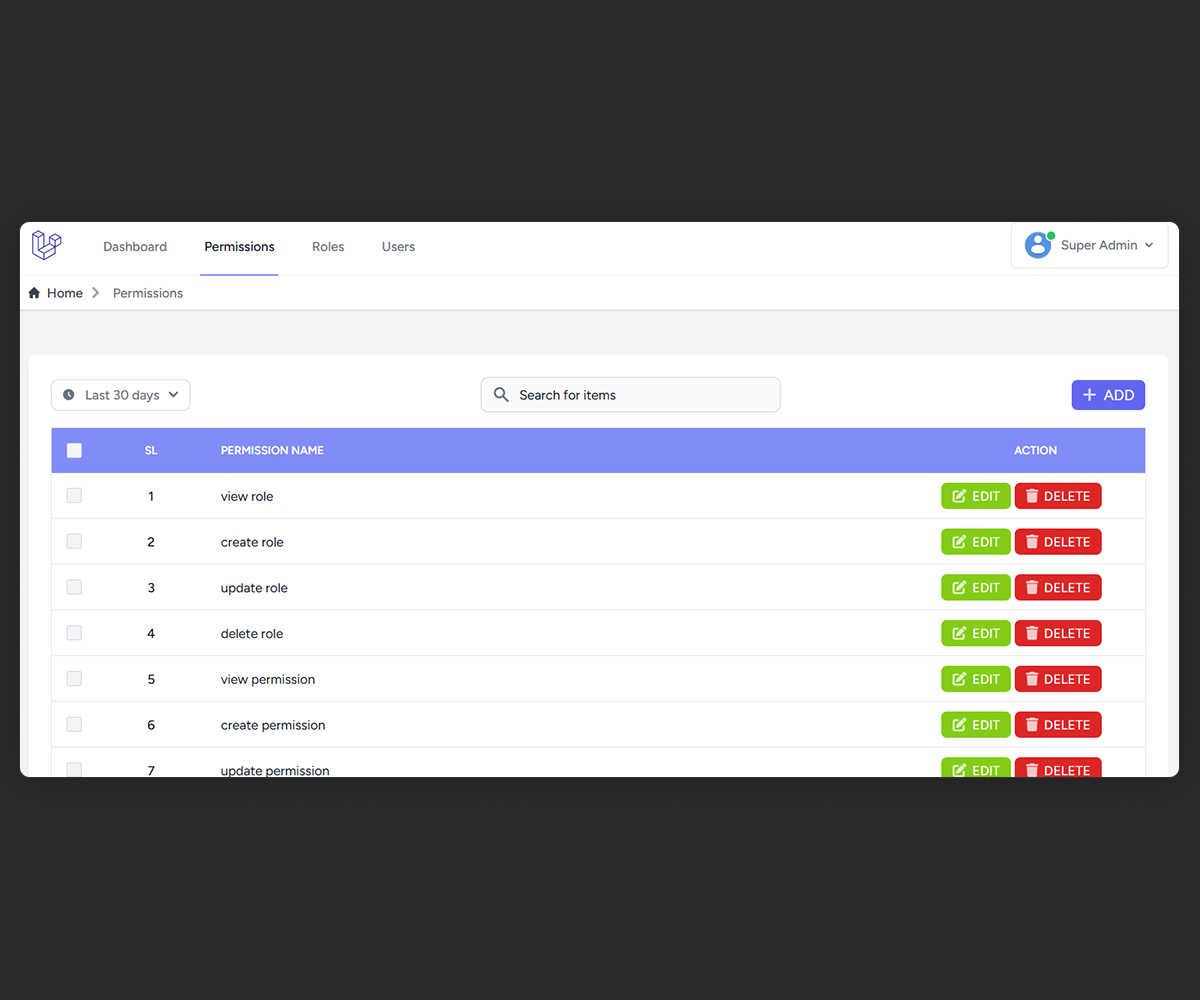 Dashboard Permissions Roles Users Super Admin
Home Permissions
Last 30 days Search for items ADD
SL PERMISSION NAME ACTION
1 view role EDIT DELETE
2 create role EDIT DELETE
3 update role EDIT DELETE
4 delete role EDIT DELETE
5 view permission EDIT DELETE
6 create permission EDIT DELETE
7 update permission EDIT DELETE